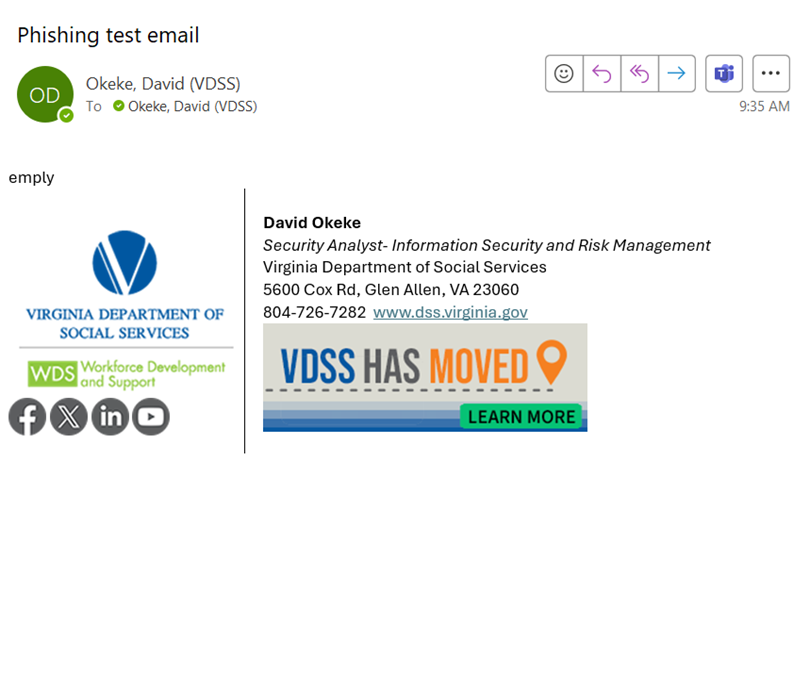 Phishing test email
OD
Okeke, David (VDSS)
To Okeke, David (VDSS)
9:35 AM
emply
VIRGINIA DEPARTMENT OF
SOCIAL SERVICES
WDS Workforce Development
and Support
David Okeke
Security Analyst- Information Security and Risk Management
Virginia Department of Social Services
5600 Cox Rd, Glen Allen, VA 23060
804-726-7282 www.dss.virginia.gov
VDSS HAS MOVED
LEARN MORE